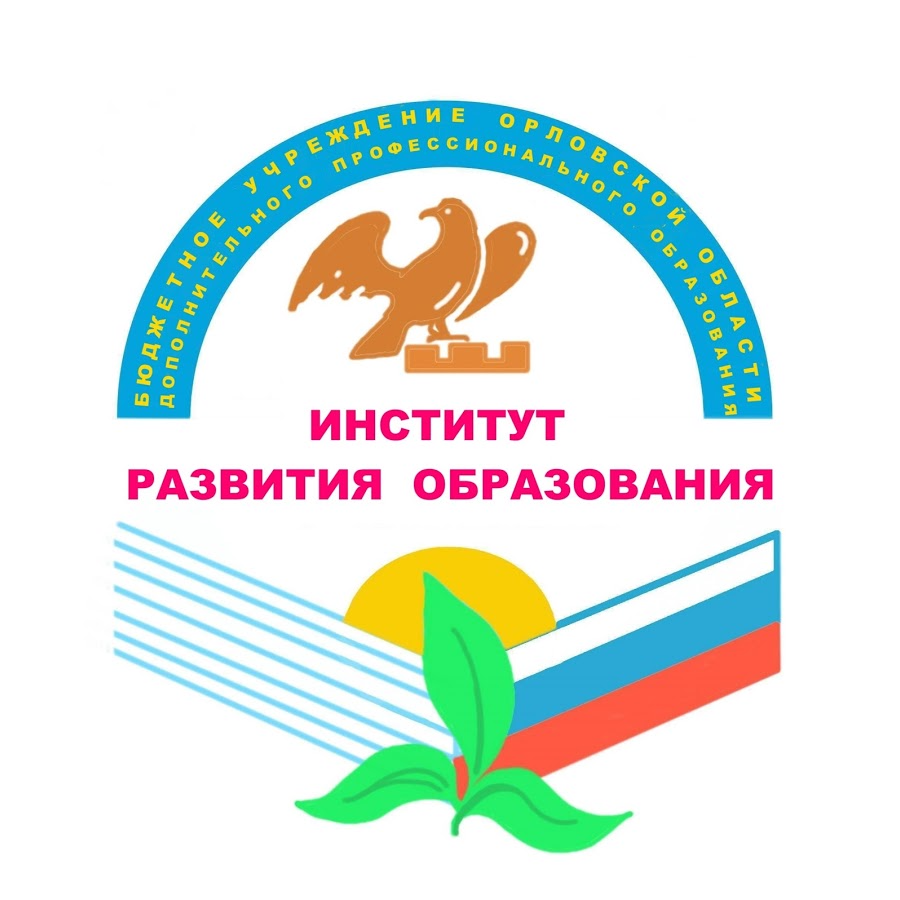 БЮДЖЕТНОЕ УЧРЕЖДЕНИЕ ОРЛОВСКОЙ ОБЛАСТИ
ДОПОЛНИТЕЛЬНОГО ПРОФЕССИОНАЛЬНОГО ОБРАЗОВАНИЯ
ИНСТИТУТ
РАЗВИТИЯ ОБРАЗОВАНИЯ